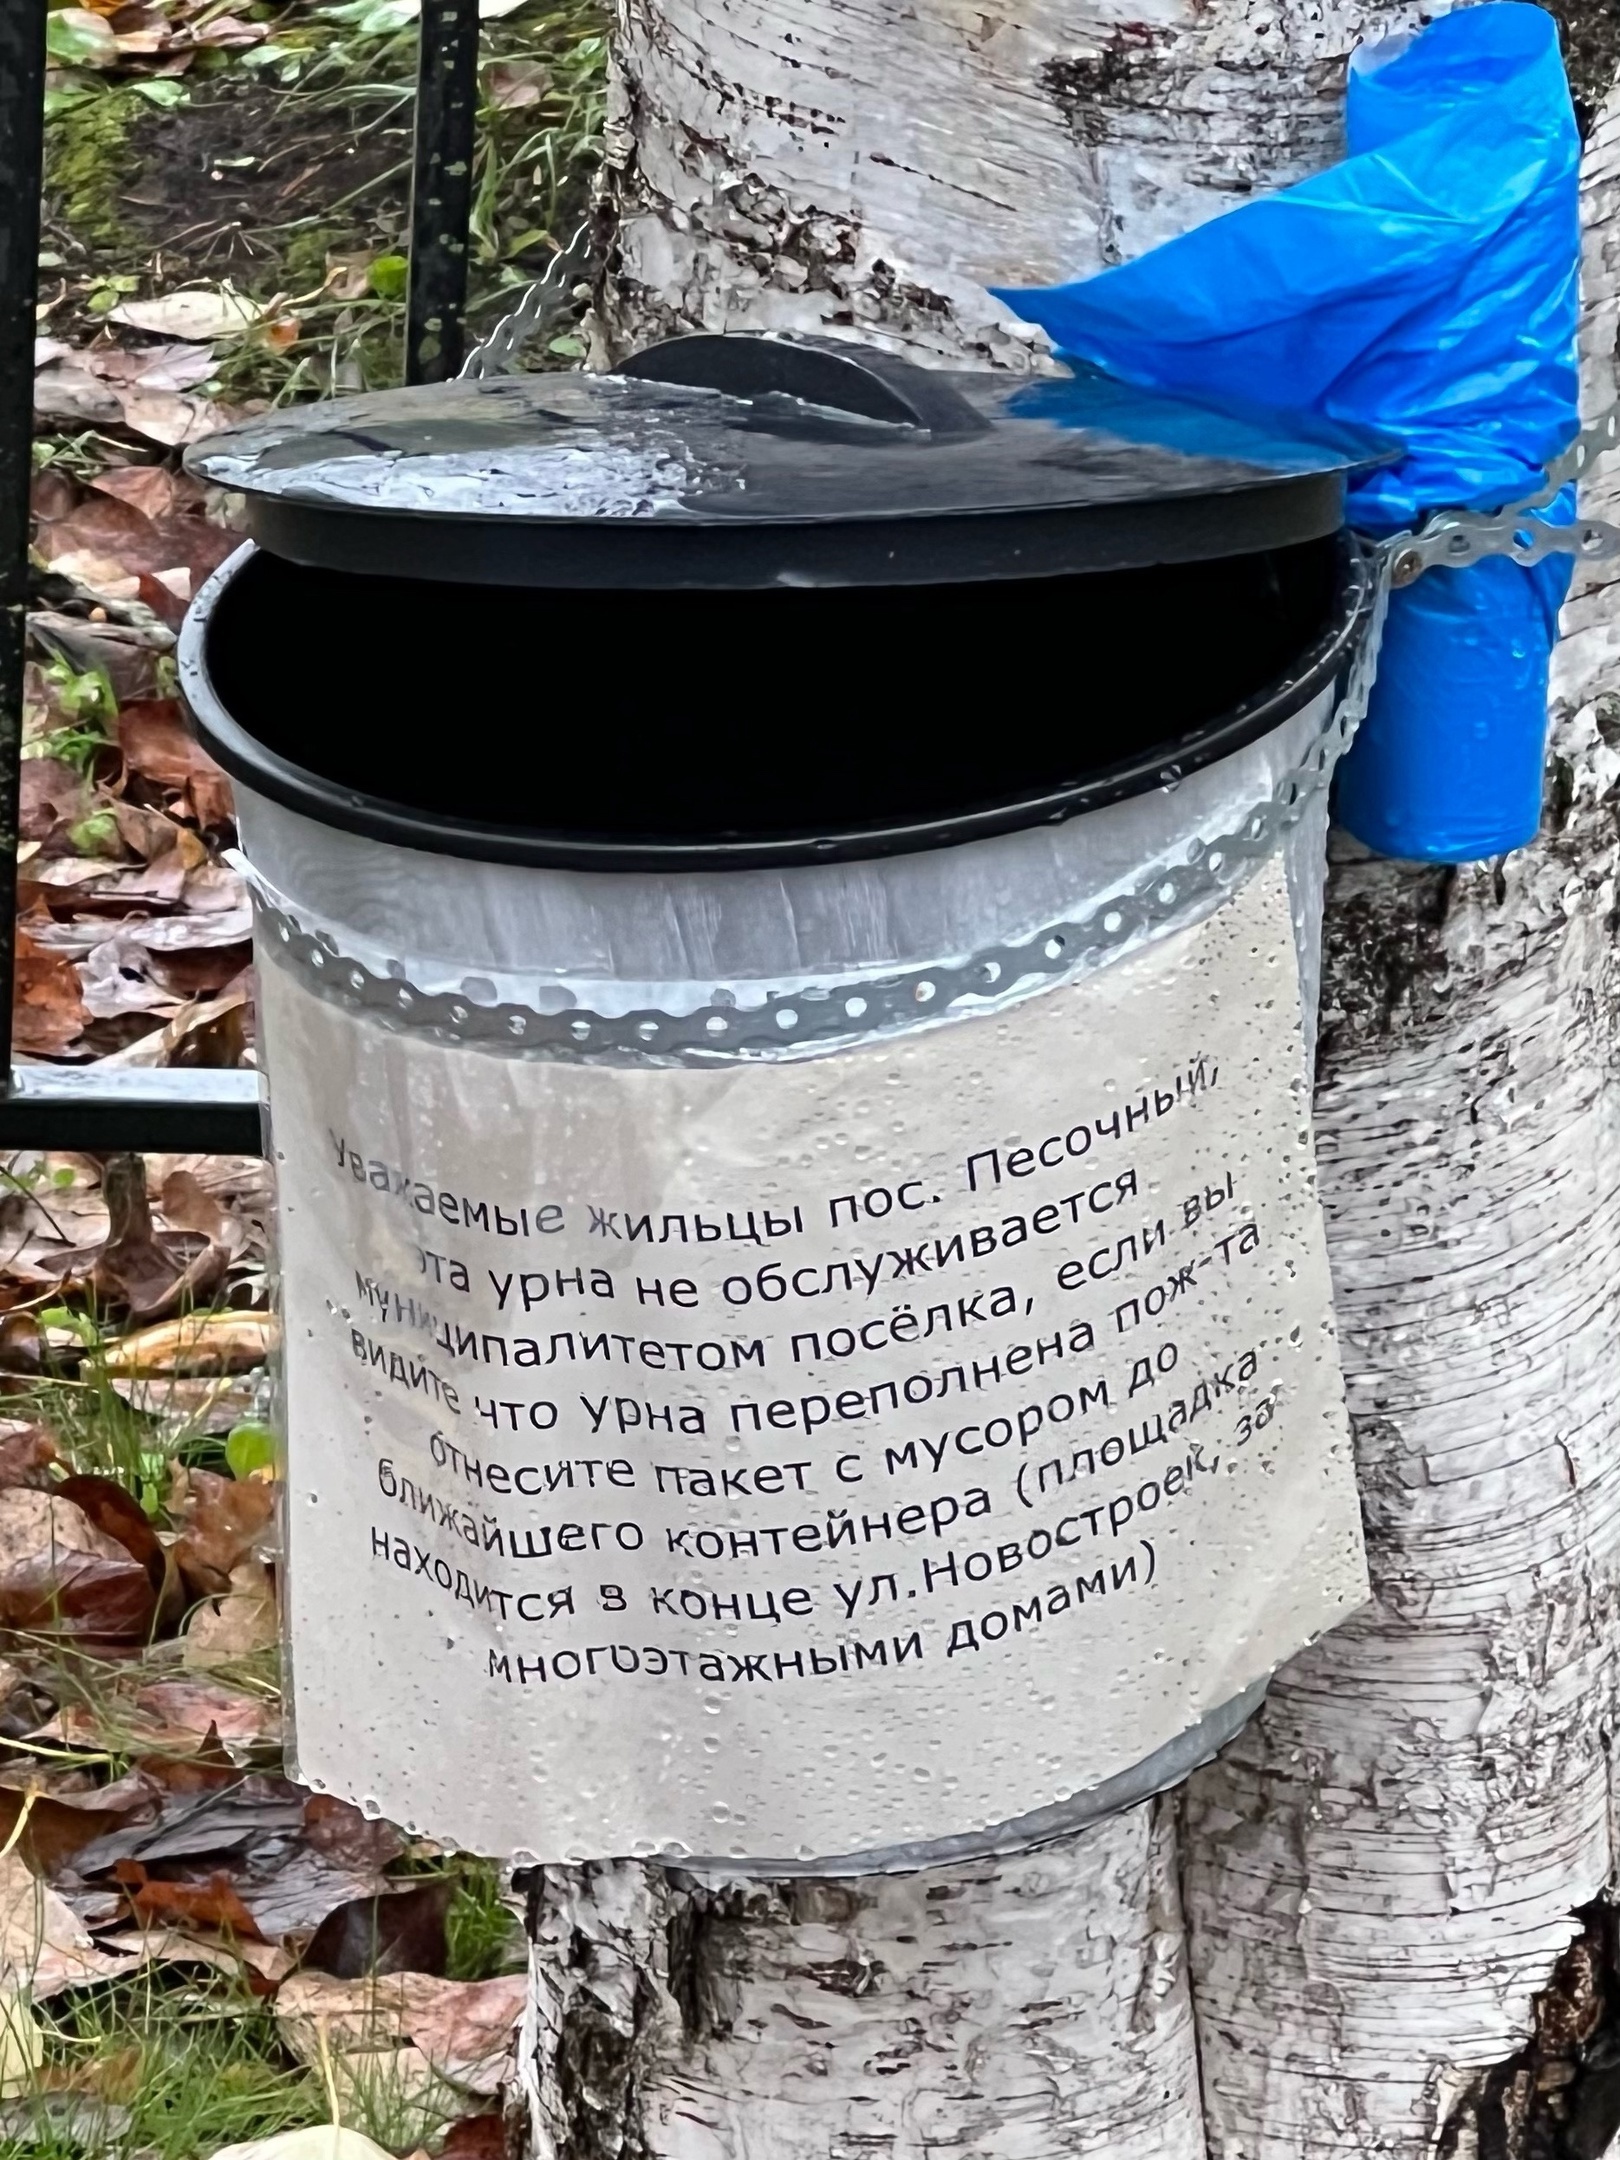 Уважаемые жильцы пос. Песочный,
эта урна не обслуживается
муниципалитетом посёлка, если вы
видите что урна переполнена пож-та
отнесите пакет с мусором до
ближайшего контейнера (площадка
находится в конце ул.Новостроек, за
многоэтажными домами)